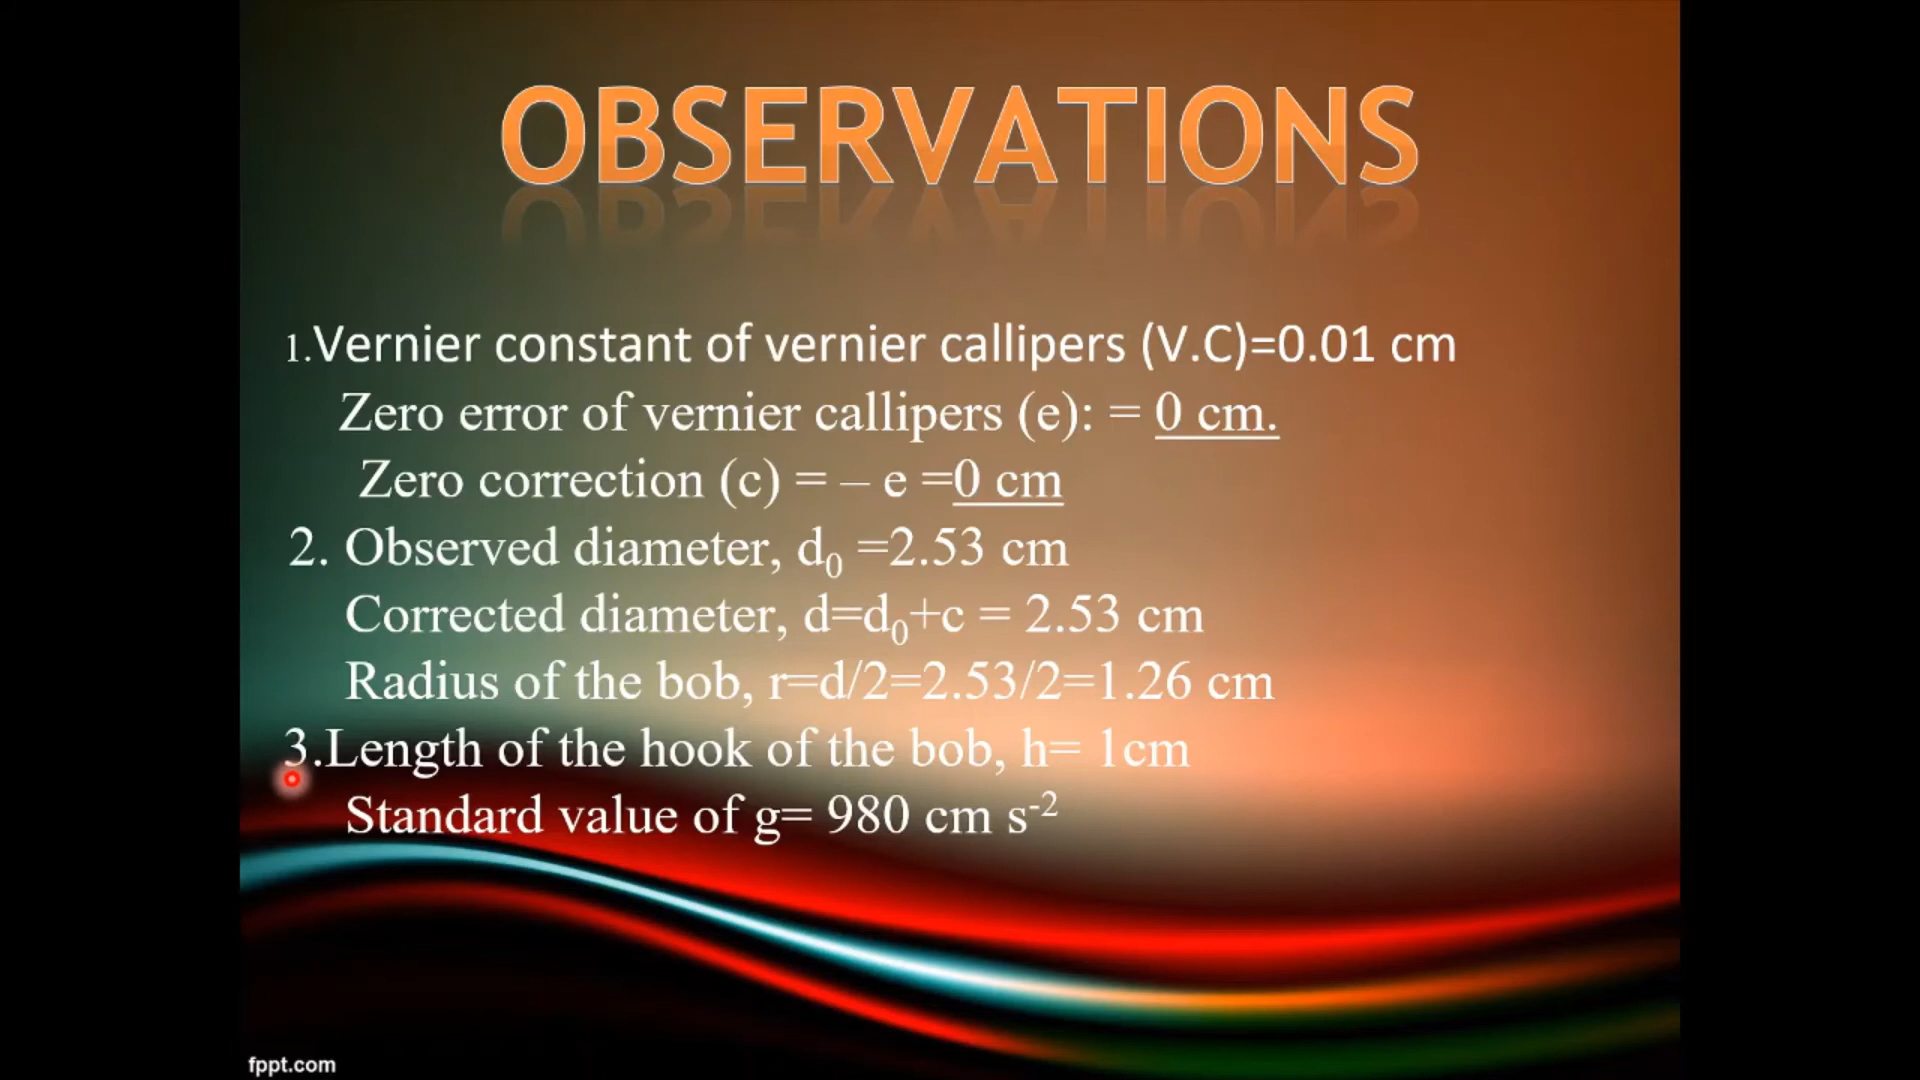 OBSERVATIONS
1.Vernier constant of vernier callipers (V.C)=0.01 cm
Zero error of vernier callipers (e): = 0 cm.
Zero correction (c) = – e =0 cm
2. Observed diameter, d₀ =2.53 cm
Corrected diameter, d=d₀+c = 2.53 cm
Radius of the bob, r=d/2=2.53/2=1.26 cm
3.Length of the hook of the bob, h= 1cm
Standard value of g= 980 cm s⁻²
fppt.com